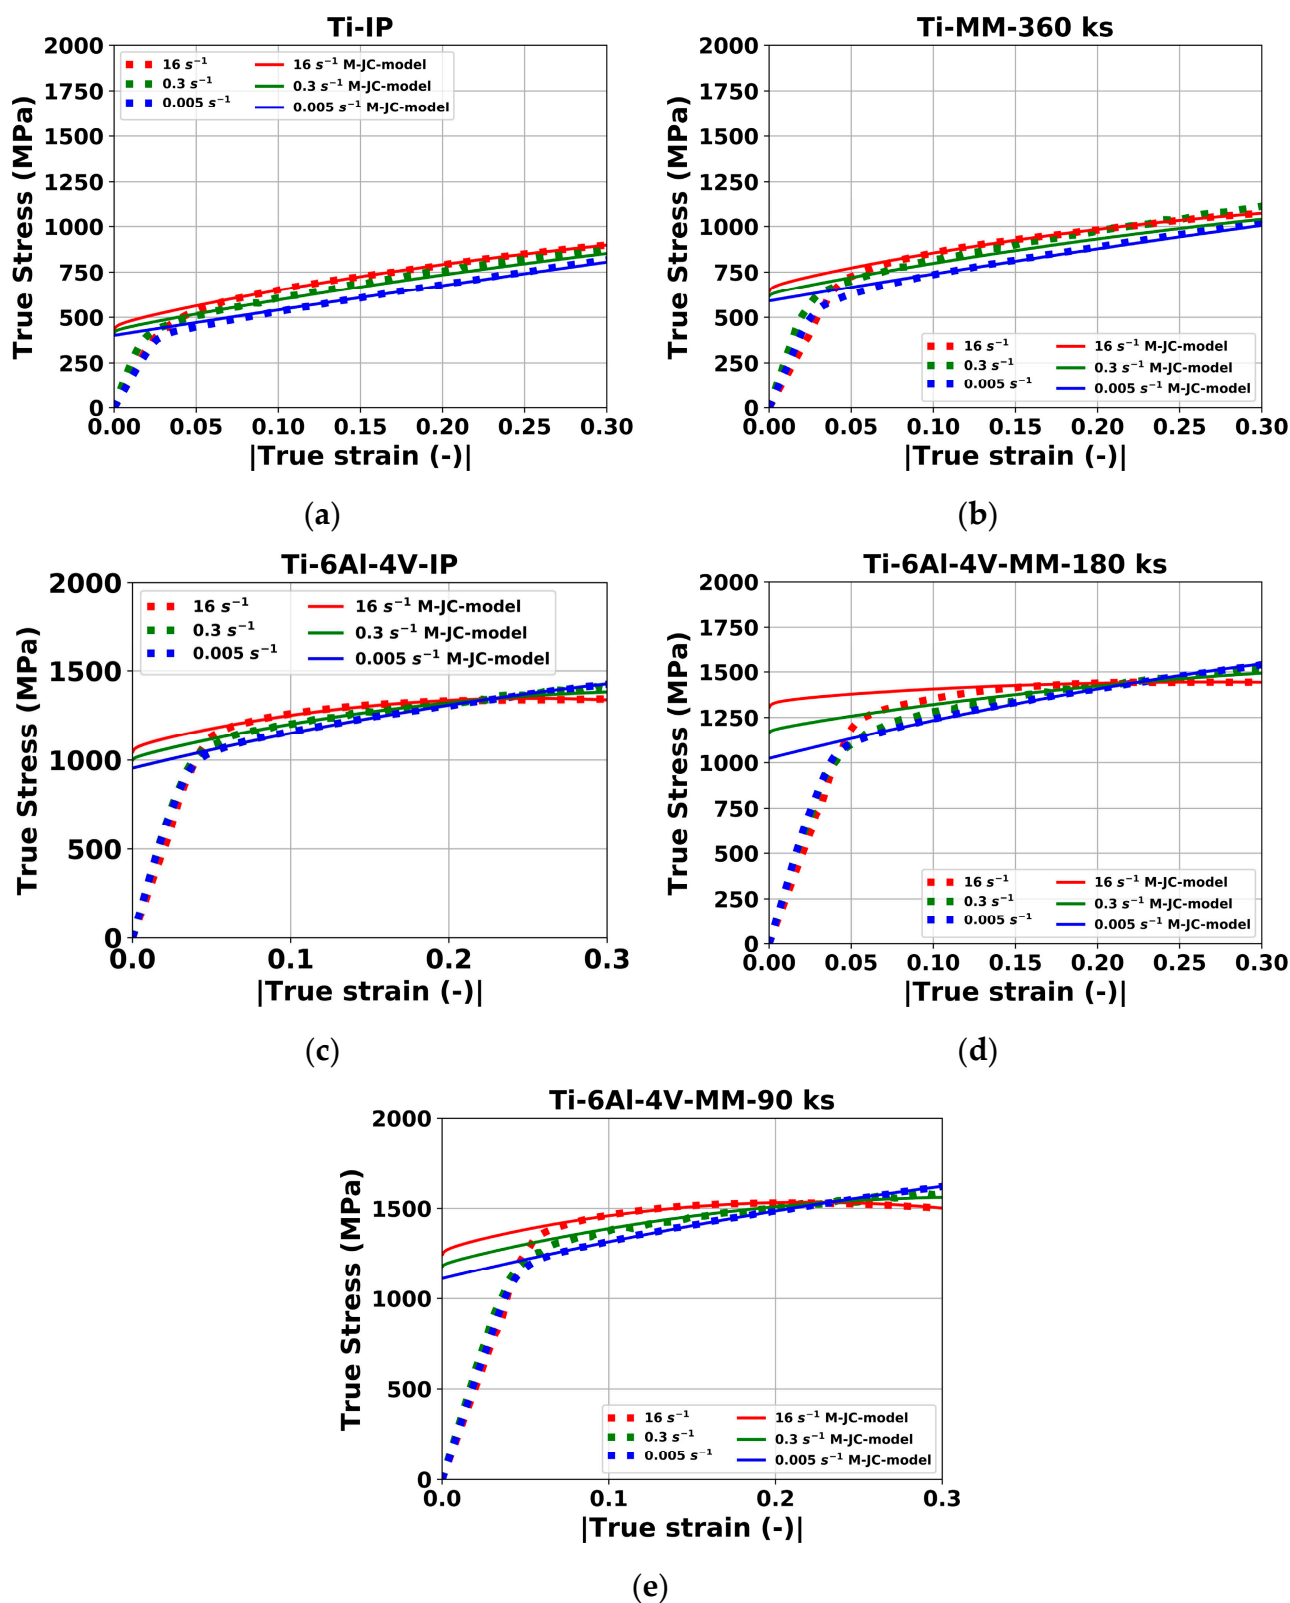 Ti-IP
2000
1750
1500
1250
1000
750
500
250
0
True Stress (MPa)
16 s⁻¹
0.3 s⁻¹
0.005 s⁻¹
16 s⁻¹ M-JC-model
0.3 s⁻¹ M-JC-model
0.005 s⁻¹ M-JC-model
0.00 0.05 0.10 0.15 0.20 0.25 0.30
|True strain (-)|
(a)
Ti-MM-360 ks
2000
1750
1500
1250
1000
750
500
250
0
True Stress (MPa)
16 s⁻¹
0.3 s⁻¹
0.005 s⁻¹
16 s⁻¹ M-JC-model
0.3 s⁻¹ M-JC-model
0.005 s⁻¹ M-JC-model
0.00 0.05 0.10 0.15 0.20 0.25 0.30
|True strain (-)|
(b)
Ti-6Al-4V-IP
2000
1500
1000
500
0
True Stress (MPa)
16 s⁻¹
0.3 s⁻¹
0.005 s⁻¹
16 s⁻¹ M-JC-model
0.3 s⁻¹ M-JC-model
0.005 s⁻¹ M-JC-model
0.0 0.1 0.2 0.3
|True strain (-)|
(c)
Ti-6Al-4V-MM-180 ks
2000
1750
1500
1250
1000
750
500
250
0
True Stress (MPa)
16 s⁻¹
0.3 s⁻¹
0.005 s⁻¹
16 s⁻¹ M-JC-model
0.3 s⁻¹ M-JC-model
0.005 s⁻¹ M-JC-model
0.00 0.05 0.10 0.15 0.20 0.25 0.30
|True strain (-)|
(d)
Ti-6Al-4V-MM-90 ks
2000
1500
1000
500
0
True Stress (MPa)
16 s⁻¹
0.3 s⁻¹
0.005 s⁻¹
16 s⁻¹ M-JC-model
0.3 s⁻¹ M-JC-model
0.005 s⁻¹ M-JC-model
0.0 0.1 0.2 0.3
|True strain (-)|
(e)